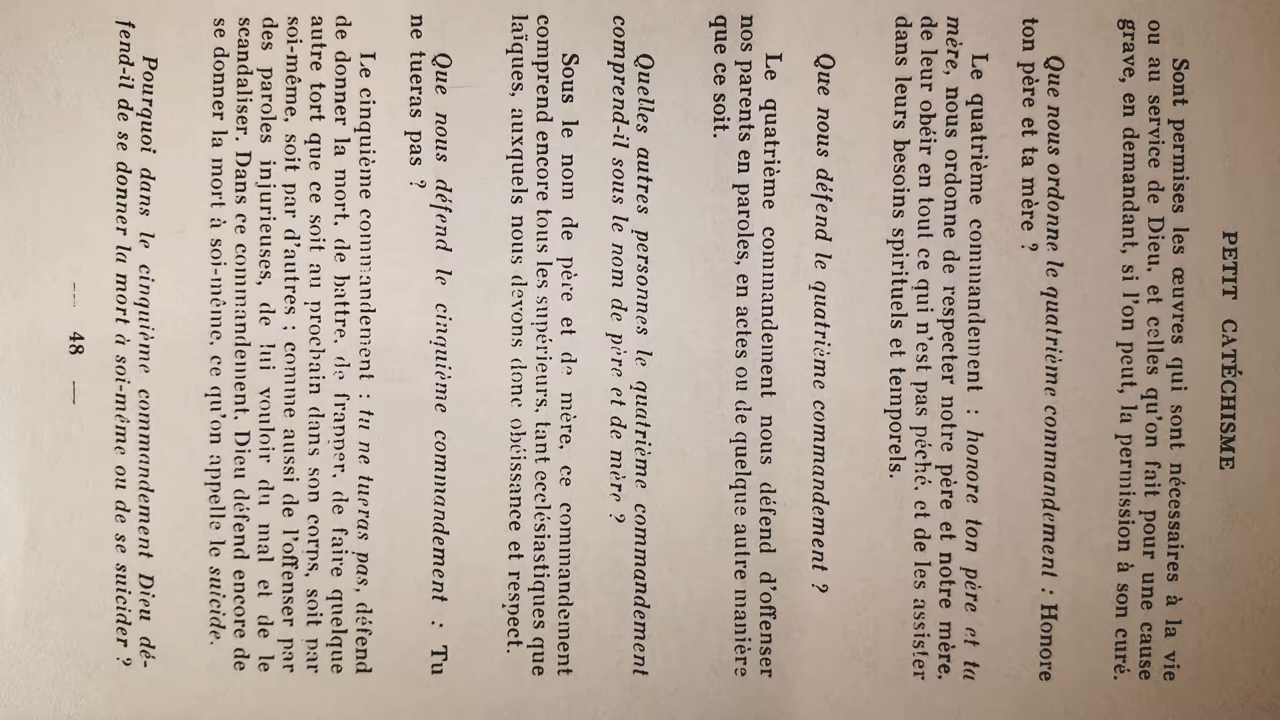 PETIT CATÉCHISME
Sont permises les œuvres qui sont nécessaires à la vie
ou au service de Dieu, et celles qu'on fait pour une cause
grave, en demandant, si l'on peut, la permission à son curé.
Que nous ordonne le quatrième commandement : Honore
ton père et ta mère ?
Le quatrième commandement : honore ton père et ta
mère, nous ordonne de respecter notre père et notre mère,
de leur obéir en tout ce qui n'est pas péché, et de les assister
dans leurs besoins spirituels et temporels.
Que nous défend le quatrième commandement ?
Le quatrième commandement nous défend d'offenser
nos parents en paroles, en actes ou de quelque autre manière
que ce soit.
Quelles autres personnes le quatrième commandement
comprend-il sous le nom de père et de mère ?
Sous le nom de père et de mère, ce commandement
comprend encore tous les supérieurs, tant ecclésiastiques que
laïques, auxquels nous devons donc obéissance et respect.
Que nous défend le cinquième commandement : Tu
ne tueras pas ?
Le cinquième commandement : tu ne tueras pas, défend
de donner la mort, de battre, de frapper, de faire quelque
autre tort que ce soit au prochain dans son corps, soit par
soi-même, soit par d'autres ; comme aussi de l'offenser par
des paroles injurieuses, de lui vouloir du mal et de le
scandaliser. Dans ce commandement, Dieu défend encore de
se donner la mort à soi-même, ce qu'on appelle le suicide.
Pourquoi dans le cinquième commandement Dieu dé-
fend-il de se donner la mort à soi-même ou de se suicider ?
— 48 —